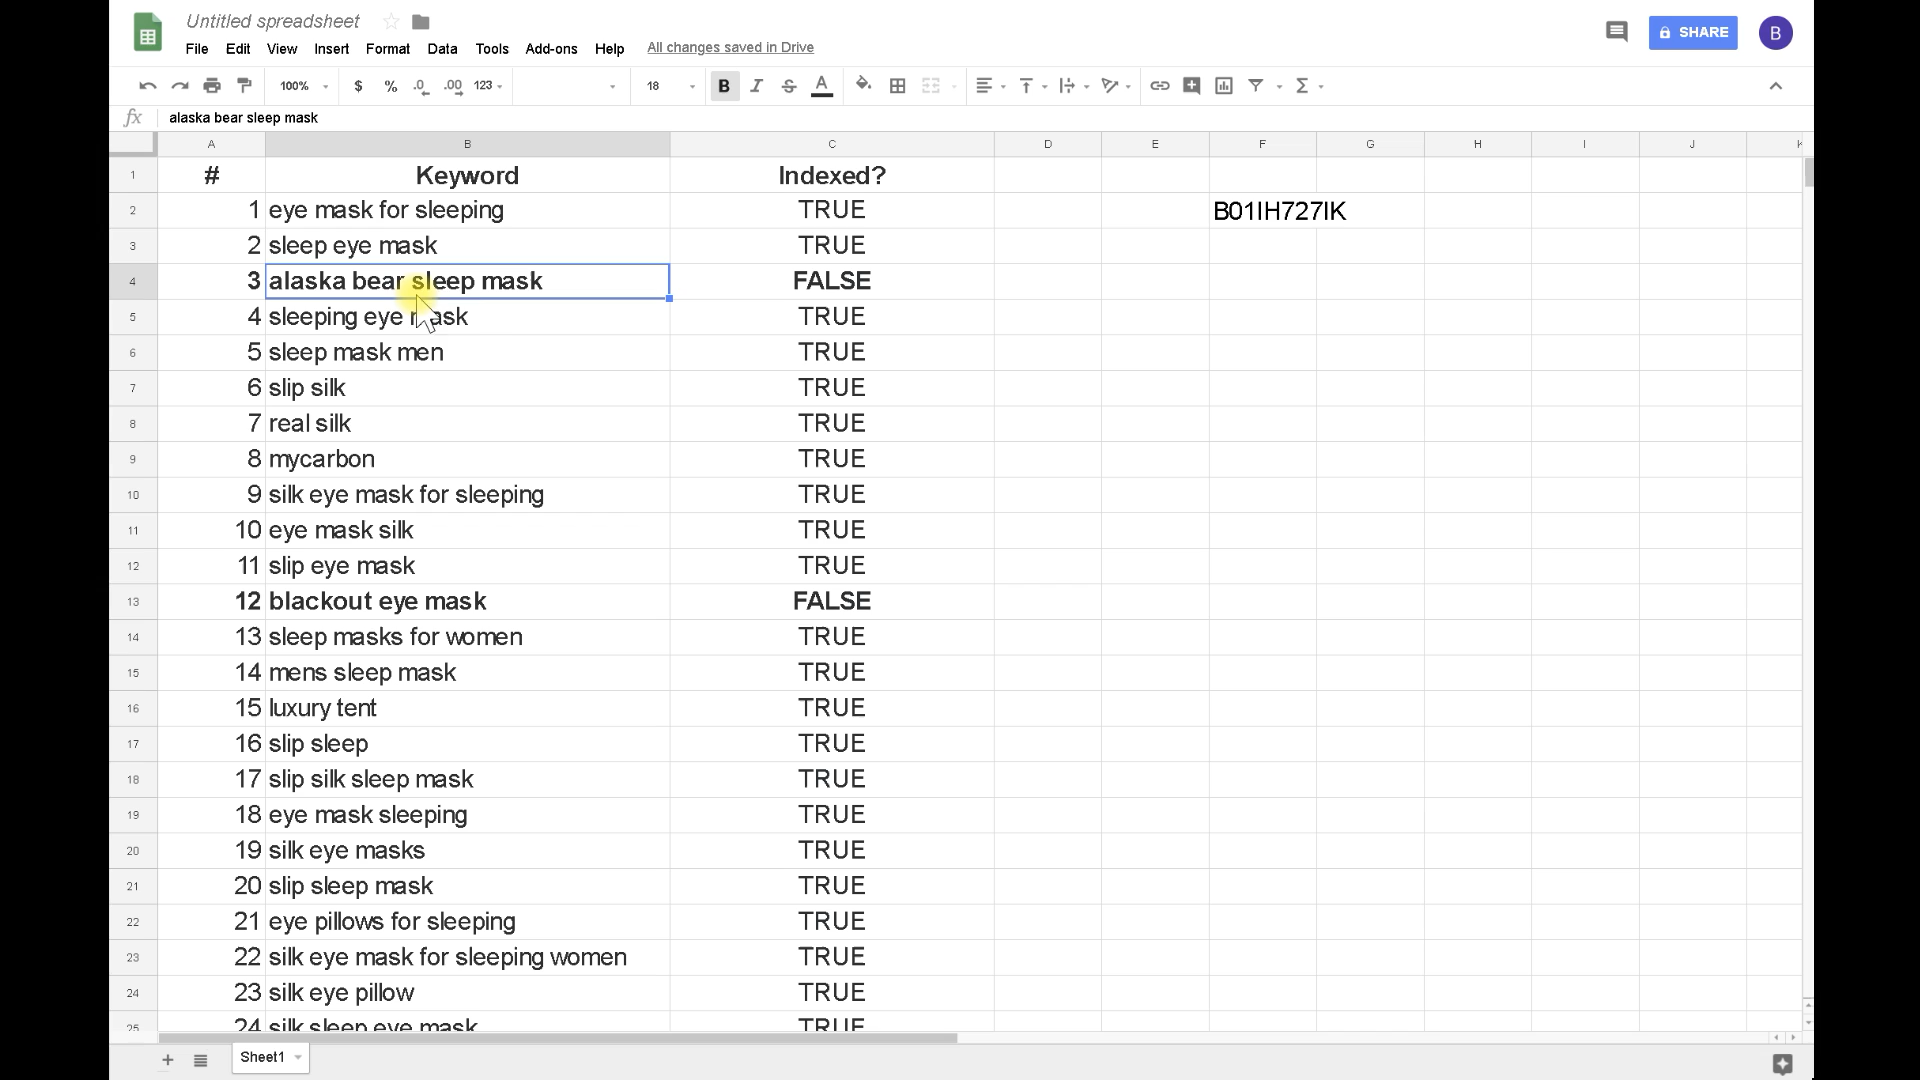 Untitled spreadsheet
File Edit View Insert Format Data Tools Add-ons Help All changes saved in Drive
SHARE
B
100% $ % .0 .00 123 18 B I S A Σ
fx alaska bear sleep mask
A B C D E F G H I J K
1 # Keyword Indexed?
2 1 eye mask for sleeping TRUE B01IH727IK
3 2 sleep eye mask TRUE
4 3 alaska bear sleep mask FALSE
5 4 sleeping eye mask TRUE
6 5 sleep mask men TRUE
7 6 slip silk TRUE
8 7 real silk TRUE
9 8 mycarbon TRUE
10 9 silk eye mask for sleeping TRUE
11 10 eye mask silk TRUE
12 11 slip eye mask TRUE
13 12 blackout eye mask FALSE
14 13 sleep masks for women TRUE
15 14 mens sleep mask TRUE
16 15 luxury tent TRUE
17 16 slip sleep TRUE
18 17 slip silk sleep mask TRUE
19 18 eye mask sleeping TRUE
20 19 silk eye masks TRUE
21 20 slip sleep mask TRUE
22 21 eye pillows for sleeping TRUE
23 22 silk eye mask for sleeping women TRUE
24 23 silk eye pillow TRUE
25 24 silk sleep eye mask TRUE
+ Sheet1